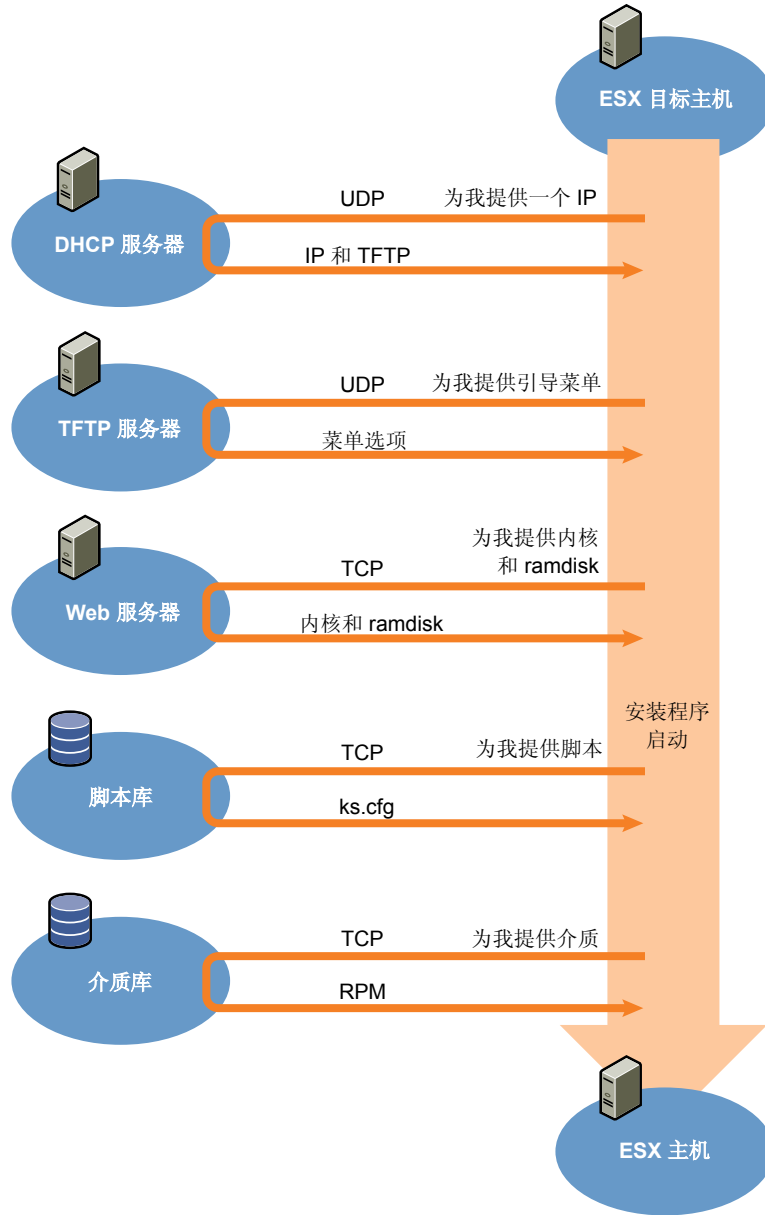 ESX 目标主机
UDP
为我提供一个 IP
DHCP 服务器
IP 和 TFTP
UDP
为我提供引导菜单
TFTP 服务器
菜单选项
为我提供内核
和 ramdisk
TCP
Web 服务器
内核和 ramdisk
安装程序
启动
TCP
为我提供脚本
脚本库
ks.cfg
TCP
为我提供介质
介质库
RPM
ESX 主机